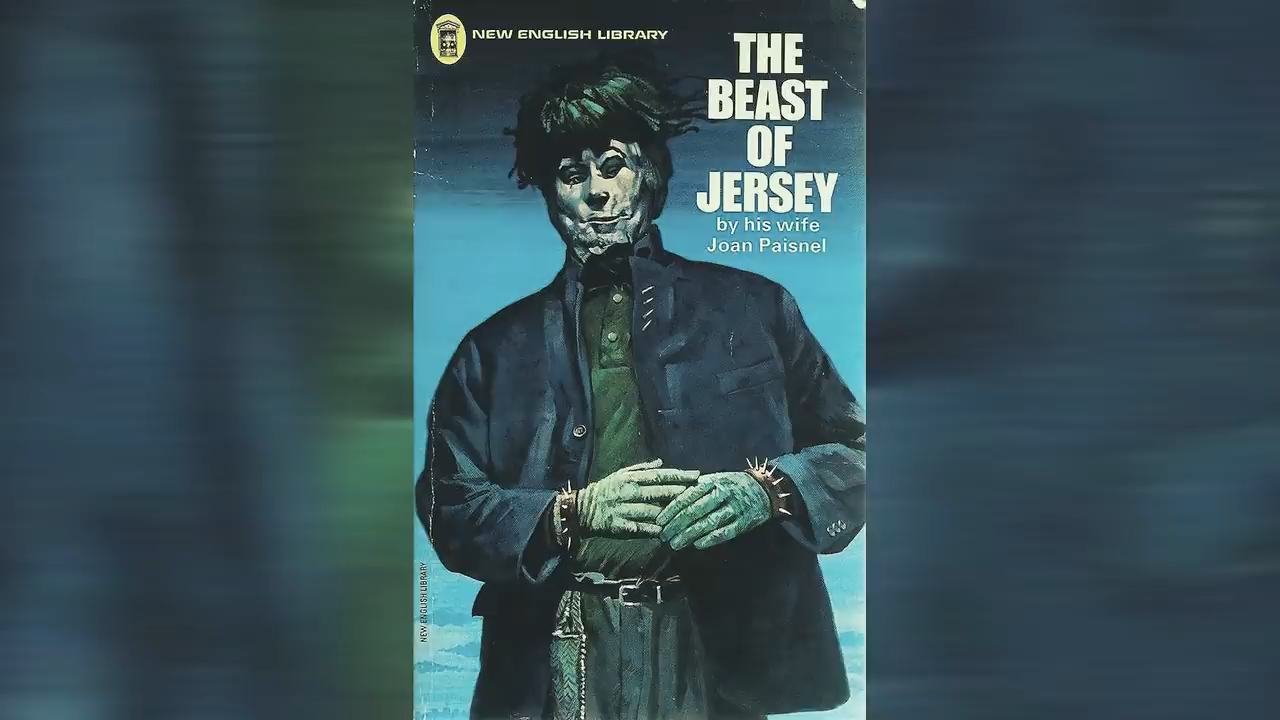 NEW ENGLISH LIBRARY
THE
BEAST
OF
JERSEY
by his wife
Joan Paisnel
NEW ENGLISH LIBRARY